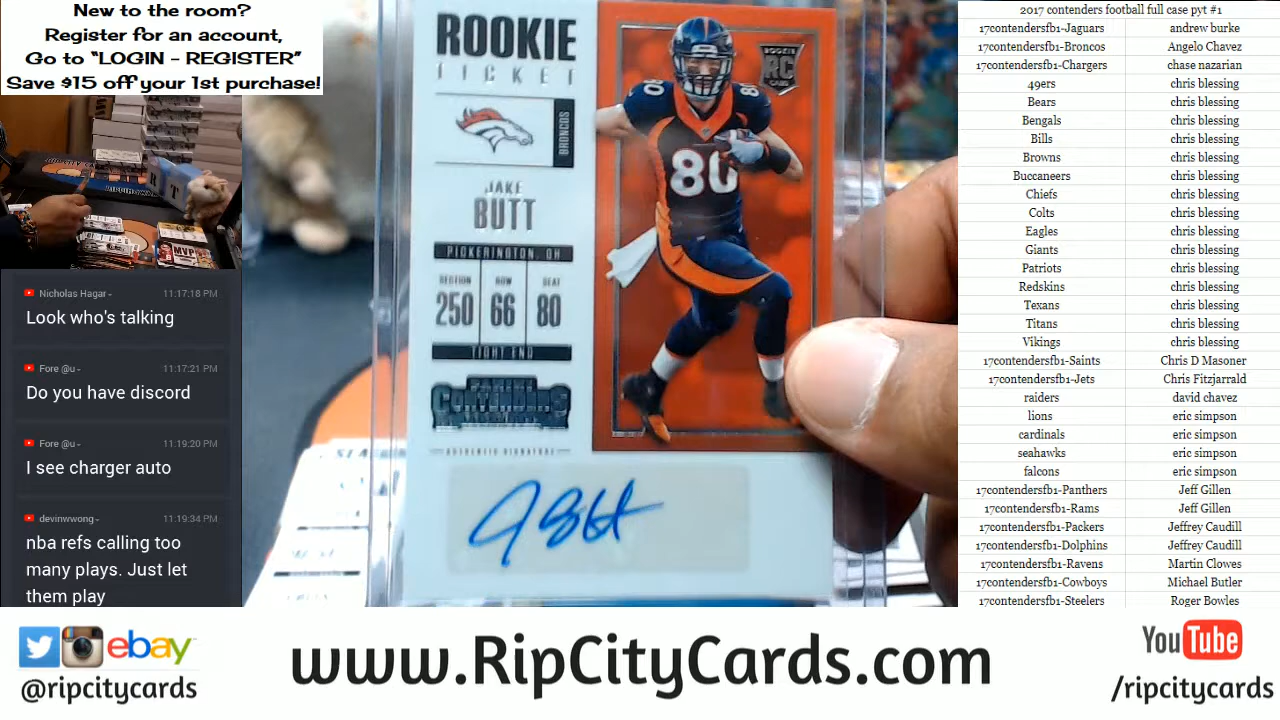 New to the room?
Register for an account,
Go to “LOGIN - REGISTER”
Save $15 off your 1st purchase!
MVP
Nicholas Hagar- 11:17:18 PM
Look who's talking
Fore @u - 11:17:21 PM
Do you have discord
Fore @u - 11:19:20 PM
I see charger auto
devinwwong- 11:19:34 PM
nba refs calling too
many plays. Just let
them play
ROOKIE
TICKET
BRONCOS
JAKE
BUTT
PICKERINGTON, OH
SECTION ROW SEAT
250 66 80
TIGHT END
PANINI
CONTENDERS
AUTHENTIC SIGNATURE
ROOKIE
RC
CARD
80
80
80
2017 contenders football full case pyt #1
17contendersfb1-Jaguars andrew burke
17contendersfb1-Broncos Angelo Chavez
17contendersfb1-Chargers chase nazarian
49ers chris blessing
Bears chris blessing
Bengals chris blessing
Bills chris blessing
Browns chris blessing
Buccaneers chris blessing
Chiefs chris blessing
Colts chris blessing
Eagles chris blessing
Giants chris blessing
Patriots chris blessing
Redskins chris blessing
Texans chris blessing
Titans chris blessing
Vikings chris blessing
17contendersfb1-Saints Chris D Masoner
17contendersfb1-Jets Chris Fitzjarrald
raiders david chavez
lions eric simpson
cardinals eric simpson
seahawks eric simpson
falcons eric simpson
17contendersfb1-Panthers Jeff Gillen
17contendersfb1-Rams Jeff Gillen
17contendersfb1-Packers Jeffrey Caudill
17contendersfb1-Dolphins Jeffrey Caudill
17contendersfb1-Ravens Martin Clowes
17contendersfb1-Cowboys Michael Butler
17contendersfb1-Steelers Roger Bowles
ebay
@ripcitycards
www.RipCityCards.com
YouTube
/ripcitycards